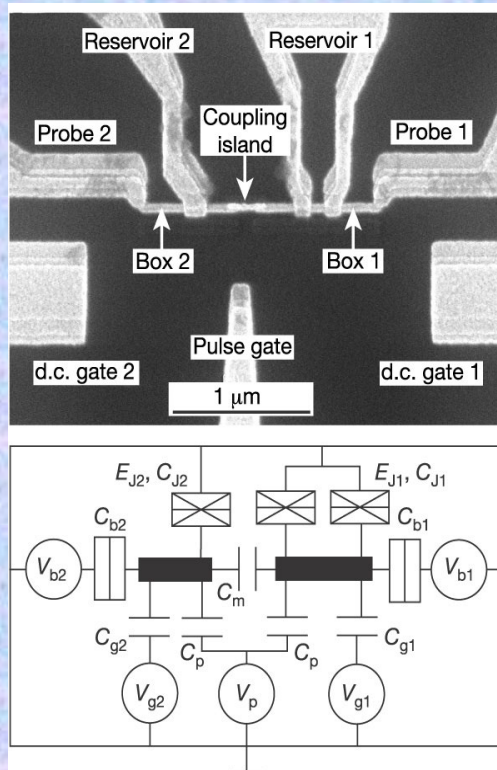 Reservoir 2
Reservoir 1
Probe 2
Coupling
island
Probe 1
Box 2
Box 1
d.c. gate 2
Pulse gate
d.c. gate 1
1 μm
E_J2, C_J2
E_J1, C_J1
C_b2
C_b1
V_b2
C_m
V_b1
C_g2
C_p
C_p
C_g1
V_g2
V_p
V_g1